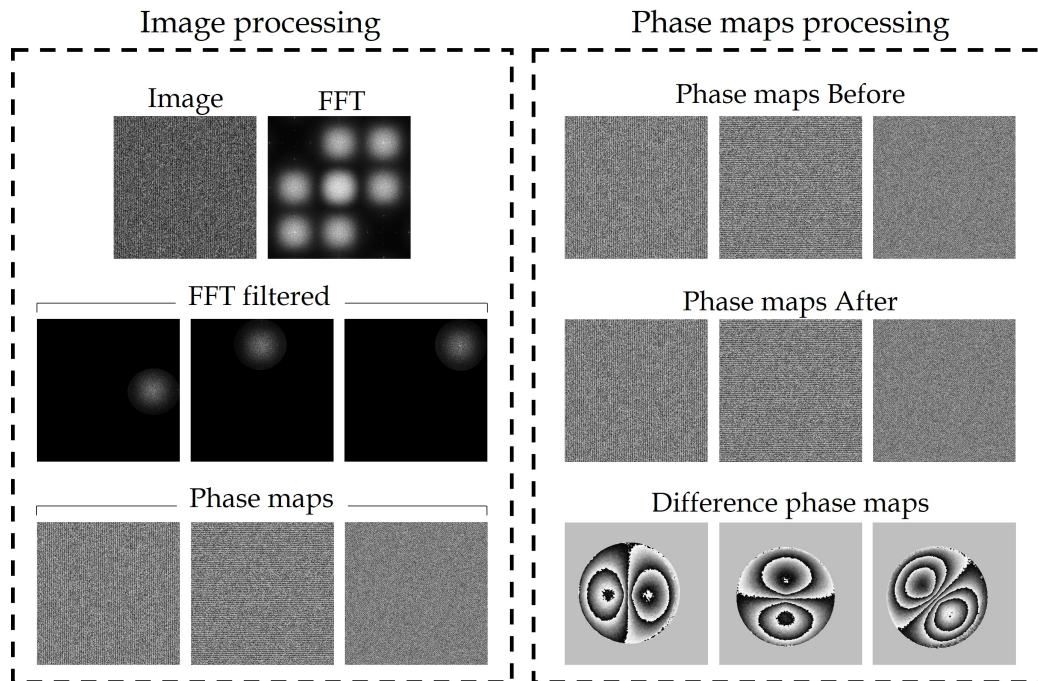 Image processing
Phase maps processing
Image
FFT
FFT filtered
Phase maps
Phase maps Before
Phase maps After
Difference phase maps